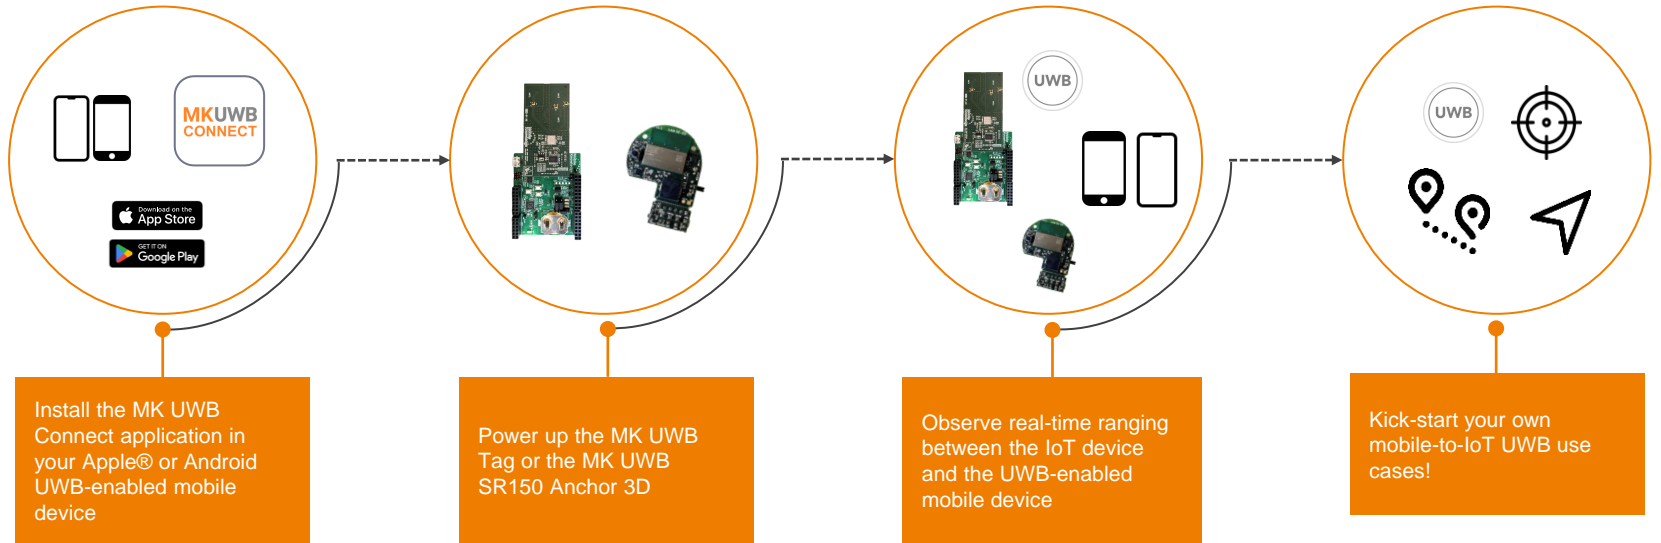 MKUWB
CONNECT
Download on the
App Store
GET IT ON
Google Play
UWB
UWB
Install the MK UWB
Connect application in
your Apple® or Android
UWB-enabled mobile
device
Power up the MK UWB
Tag or the MK UWB
SR150 Anchor 3D
Observe real-time ranging
between the IoT device
and the UWB-enabled
mobile device
Kick-start your own
mobile-to-IoT UWB use
cases!